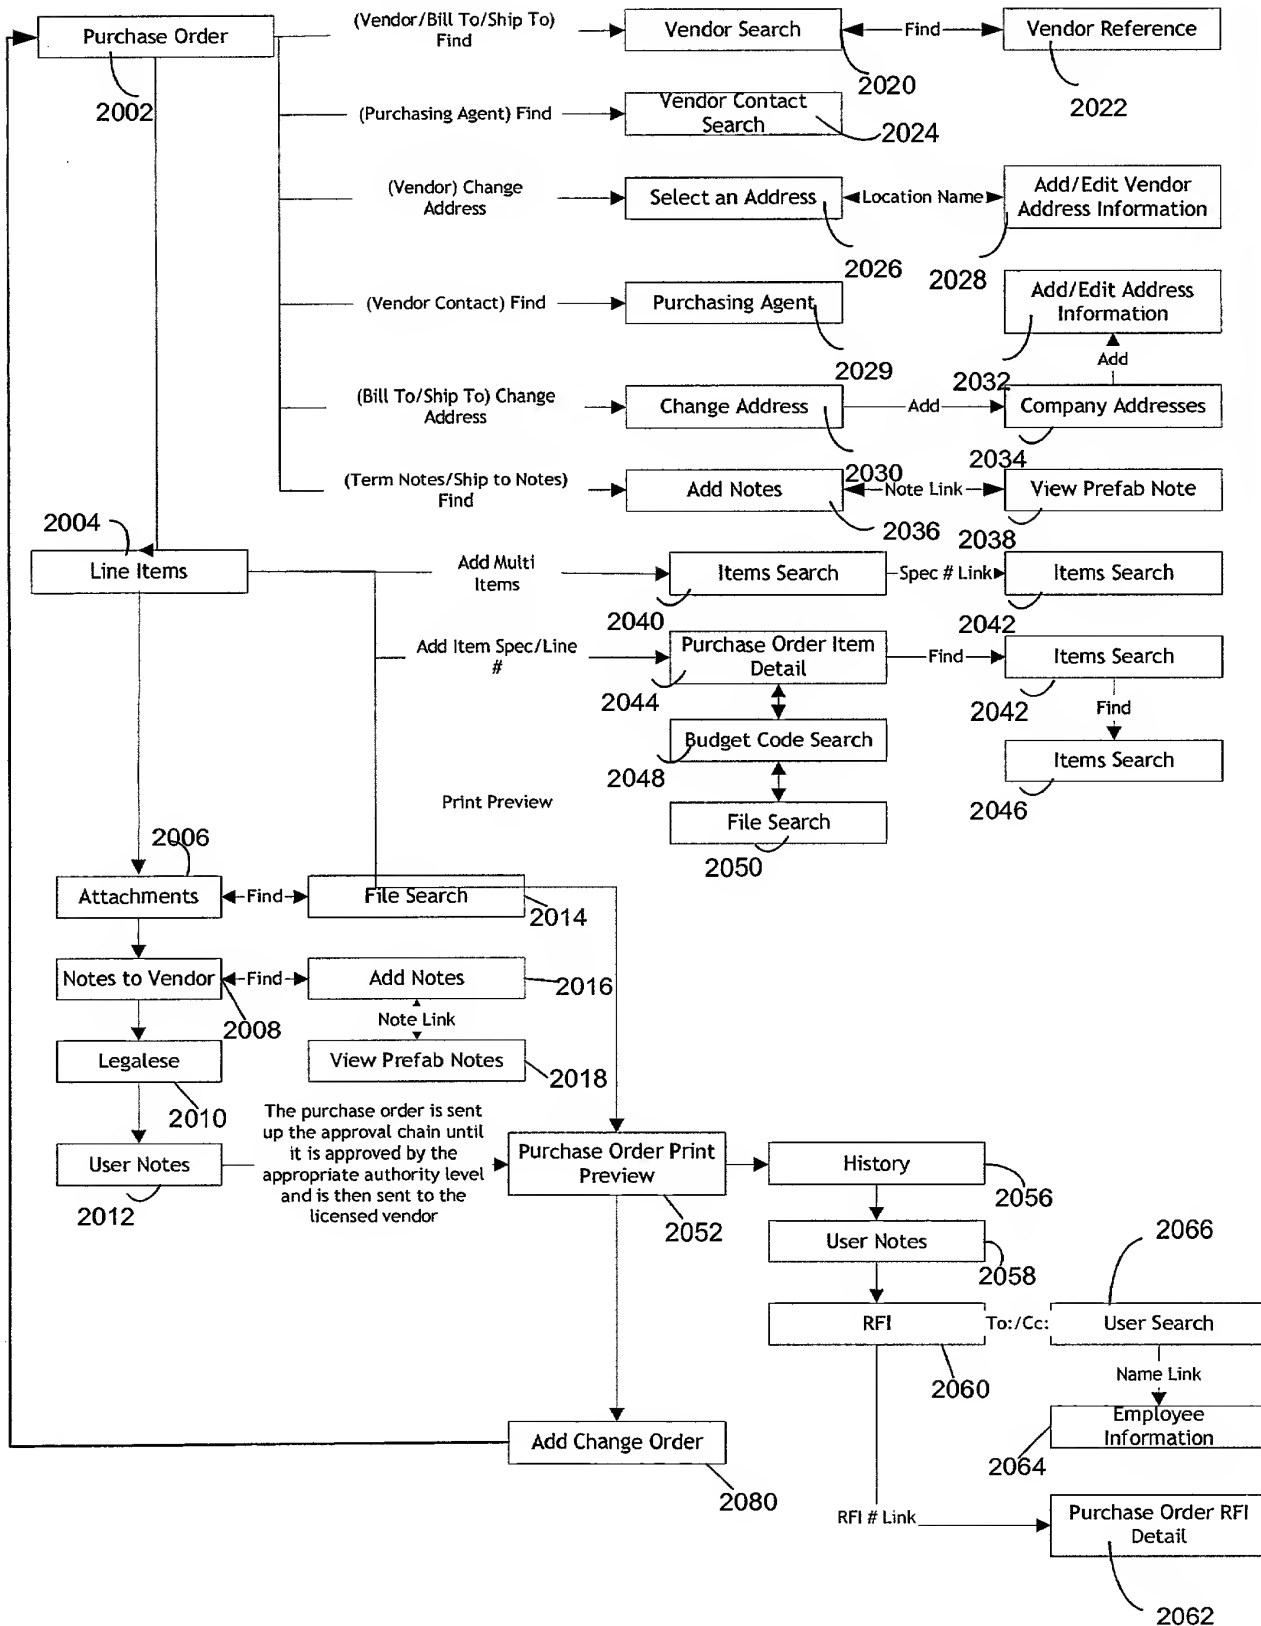 (Vendor/Bill To/Ship To)
Find
Purchase Order
2002
Vendor Search
2020
Find
Vendor Reference
2022
(Purchasing Agent) Find
Vendor Contact
Search
2024
(Vendor) Change
Address
Select an Address
2026
Location Name
Add/Edit Vendor
Address Information
2028
(Vendor Contact) Find
Purchasing Agent
2029
Add/Edit Address
Information
2032
Add
(Bill To/Ship To) Change
Address
Change Address
2030
Add
Company Addresses
2034
(Term Notes/Ship to Notes)
Find
Add Notes
2036
Note Link
View Prefab Note
2038
2004
Line Items
Add Multi
Items
Items Search
2040
Spec # Link
Items Search
2042
Add Item Spec/Line
#
Purchase Order Item
Detail
2044
Find
Items Search
2042
Find
Budget Code Search
2048
Items Search
2046
Print Preview
File Search
2050
2006
Attachments
Find
File Search
2014
Notes to Vendor
2008
Find
Add Notes
2016
Note Link
Legalese
2010
View Prefab Notes
2018
User Notes
2012
The purchase order is sent
up the approval chain until
it is approved by the
appropriate authority level
and is then sent to the
licensed vendor
Purchase Order Print
Preview
2052
History
2056
User Notes
2058
2066
RFI
2060
To:/Cc:
User Search
Name Link
Employee
Information
2064
Add Change Order
2080
RFI # Link
Purchase Order RFI
Detail
2062